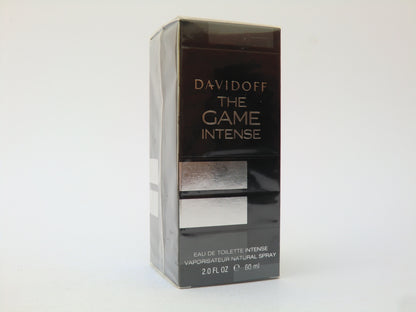 DAVIDOFF
THE
GAME
INTENSE
EAU DE TOILETTE INTENSE
VAPORISATEUR NATURAL SPRAY
2.0 FL OZ ℮ 60 ml